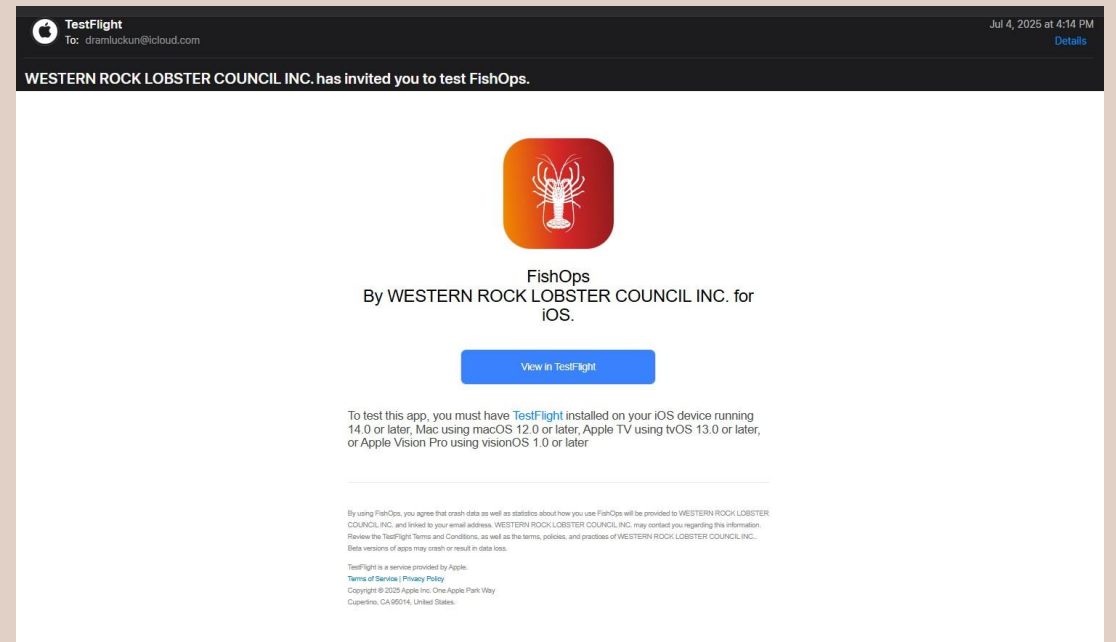 TestFlight
To: dramluckun@icloud.com
Jul 4, 2025 at 4:14 PM
Details
WESTERN ROCK LOBSTER COUNCIL INC. has invited you to test FishOps.
FishOps
By WESTERN ROCK LOBSTER COUNCIL INC. for
iOS.
View in TestFlight
To test this app, you must have TestFlight installed on your iOS device running
14.0 or later, Mac using macOS 12.0 or later, Apple TV using tvOS 13.0 or later,
or Apple Vision Pro using visionOS 1.0 or later
By using FishOps, you agree that crash data as well as statistics about how you use FishOps will be provided to WESTERN ROCK LOBSTER
COUNCIL INC. and linked to your email address. WESTERN ROCK LOBSTER COUNCIL INC. may contact you regarding this information.
Review the TestFlight Terms and Conditions, as well as the terms, policies, and practices of WESTERN ROCK LOBSTER COUNCIL INC..
Beta versions of apps may crash or result in data loss.
TestFlight is a service provided by Apple.
Terms of Service | Privacy Policy
Copyright © 2025 Apple Inc. One Apple Park Way
Cupertino, CA 95014, United States.